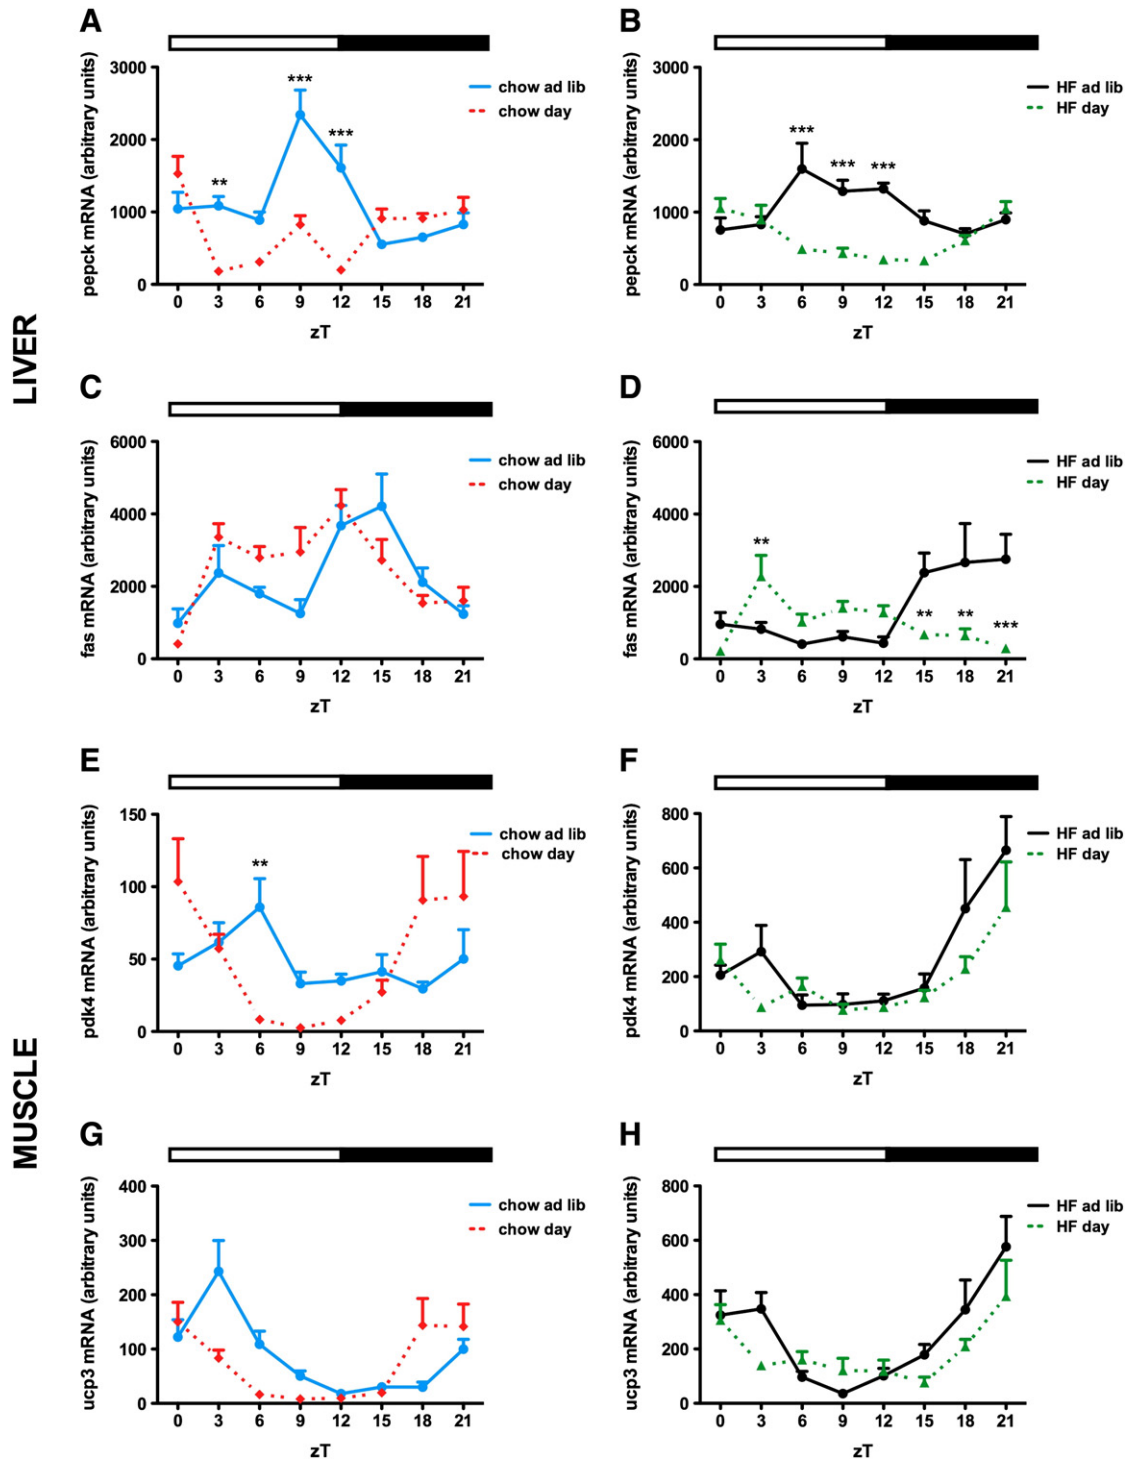 LIVER
A
pepck mRNA (arbitrary units)
3000
2000
1000
0
***
***
**
chow ad lib
chow day
0 3 6 9 12 15 18 21
zT
B
pepck mRNA (arbitrary units)
3000
2000
1000
0
***
***
***
HF ad lib
HF day
0 3 6 9 12 15 18 21
zT
C
fas mRNA (arbitrary units)
6000
4000
2000
0
chow ad lib
chow day
0 3 6 9 12 15 18 21
zT
D
fas mRNA (arbitrary units)
6000
4000
2000
0
**
**
**
***
HF ad lib
HF day
0 3 6 9 12 15 18 21
zT
MUSCLE
E
pdk4 mRNA (arbitrary units)
150
100
50
0
**
chow ad lib
chow day
0 3 6 9 12 15 18 21
zT
F
pdk4 mRNA (arbitrary units)
800
600
400
200
0
HF ad lib
HF day
0 3 6 9 12 15 18 21
zT
G
ucp3 mRNA (arbitrary units)
400
300
200
100
0
chow ad lib
chow day
0 3 6 9 12 15 18 21
zT
H
ucp3 mRNA (arbitrary units)
800
600
400
200
0
HF ad lib
HF day
0 3 6 9 12 15 18 21
zT